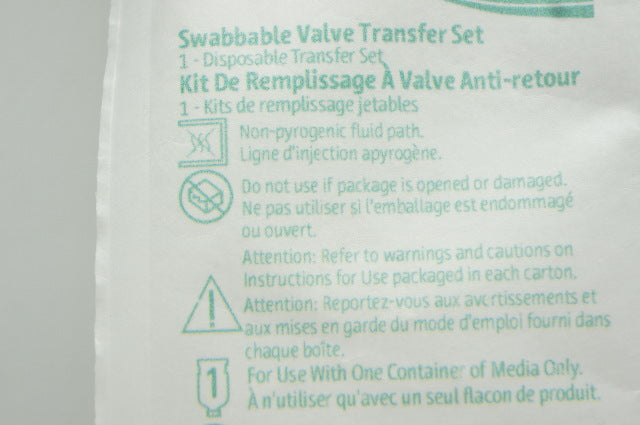 Swabbable Valve Transfer Set
1 - Disposable Transfer Set
Kit De Remplissage À Valve Anti-retour
1 - Kits de remplissage jetables
Non-pyrogenic fluid path.
Ligne d'injection apyrogène.
Do not use if package is opened or damaged.
Ne pas utiliser si l'emballage est endommagé
ou ouvert.
Attention: Refer to warnings and cautions on
Instructions for Use packaged in each carton.
Attention: Reportez-vous aux avertissements et
aux mises en garde du mode d'emploi fourni dans
chaque boîte.
1
For Use With One Container of Media Only.
À n'utiliser qu'avec un seul flacon de produit.